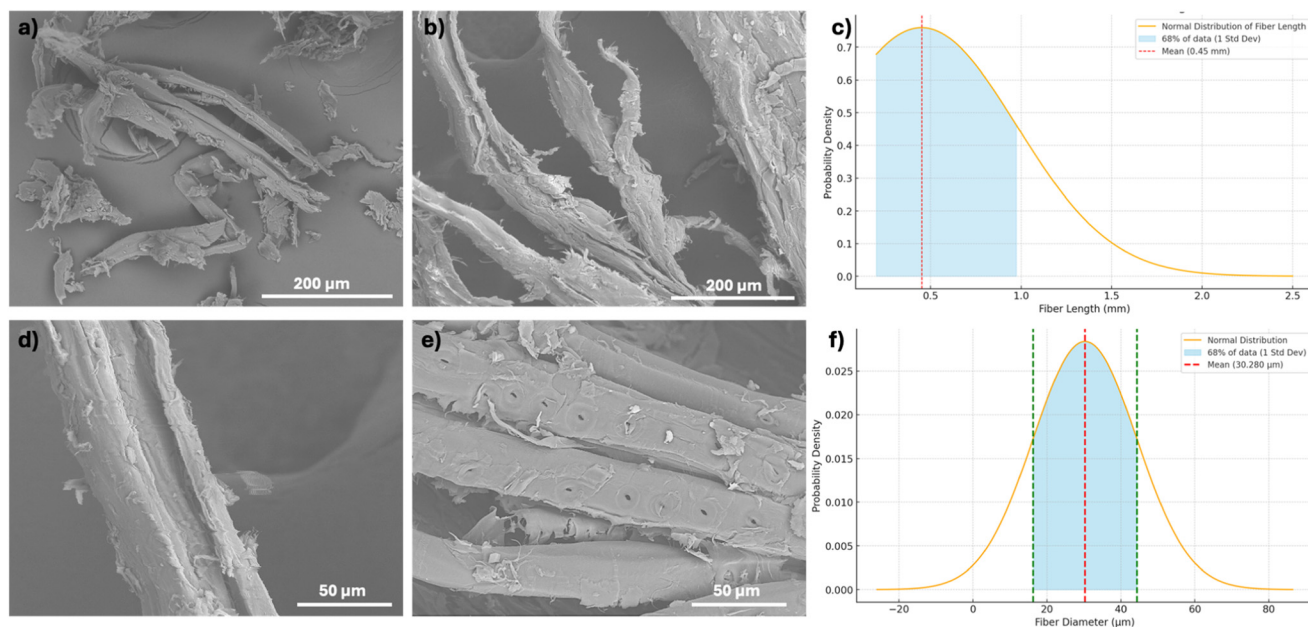 a)
200 µm
b)
200 µm
c)
Normal Distribution of Fiber Length
68% of data (1 Std Dev)
Mean (0.45 mm)
Probability Density
0.7
0.6
0.5
0.4
0.3
0.2
0.1
0.0
0.5
1.0
1.5
2.0
2.5
Fiber Length (mm)
d)
50 µm
e)
50 µm
f)
Normal Distribution
68% of data (1 Std Dev)
Mean (30.280 µm)
Probability Density
0.025
0.020
0.015
0.010
0.005
0.000
−20
0
20
40
60
80
Fiber Diameter (µm)